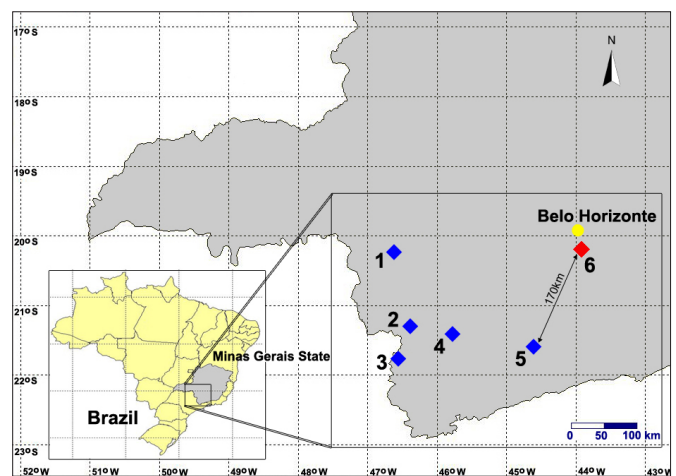 17º S
18º S
19º S
20º S
21º S
22º S
23º S
N
Belo Horizonte
1
6
170km
2
4
3
5
Minas Gerais State
Brazil
0 50 100 km
52º W 51º W 50º W 49º W 48º W 47º W 46º W 45º W 44º W 43º W